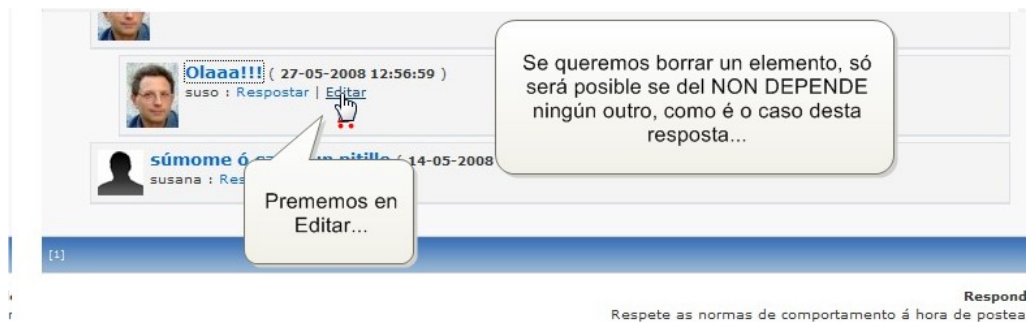 Olaaa!!! ( 27-05-2008 12:56:59 )
suso : Respostar | Editar
Se queremos borrar un elemento, só
será posible se del NON DEPENDE
ningún outro, como é o caso desta
resposta...
súmome ó ( 14-05-2008
susana :
Prememos en
Editar...
[1]
Respond
Respete as normas de comportamento á hora de postea